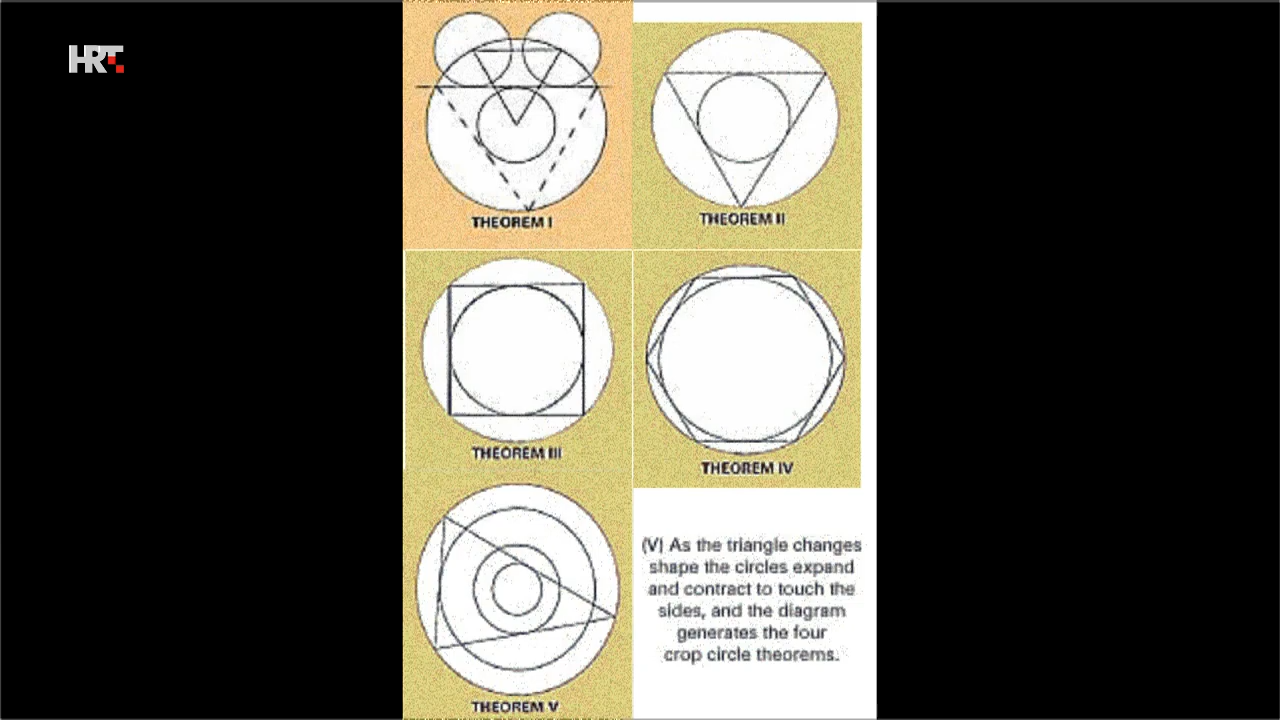 HRT
THEOREM I
THEOREM II
THEOREM III
THEOREM IV
(V) As the triangle changes
shape the circles expand
and contract to touch the
sides, and the diagram
generates the four
crop circle theorems.
THEOREM V